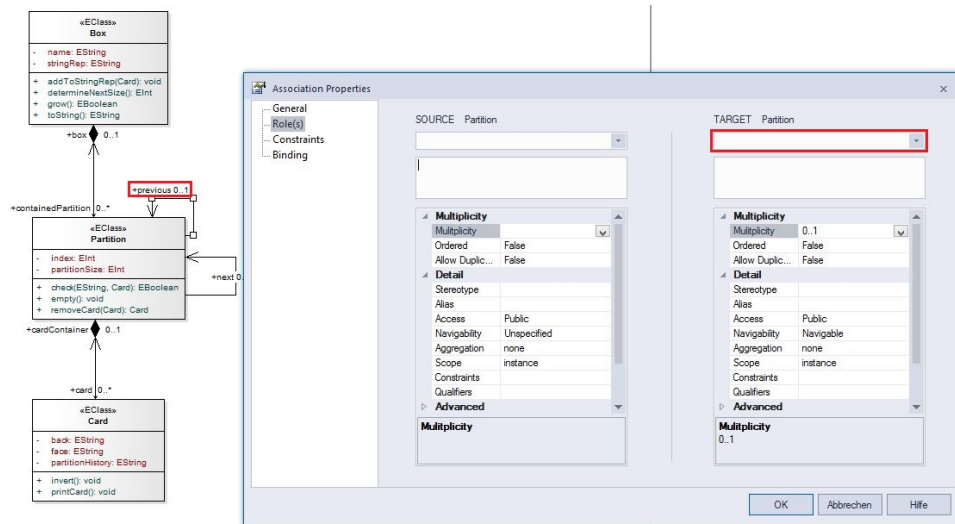 «EClass»
Box
- name: EString
- stringRep: EString
+ addToStringRep(Card): void
+ determineNextSize(): EInt
+ grow(): EBoolean
+ toString(): EString
+box 0..1
+previous 0..1
+containedPartition 0..*
«EClass»
Partition
- index: EInt
- partitionSize: EInt
+ check(EString, Card): EBoolean
+ empty(): void
+ removeCard(Card): Card
+next 0.
+cardContainer 0..1
+card 0..*
«EClass»
Card
- back: EString
- face: EString
- partitionHistory: EString
+ invert(): void
+ printCard(): void
Association Properties
General
Role(s)
Constraints
Binding
SOURCE Partition
Multiplicity
Mulitplicity
Ordered False
Allow Duplic... False
Detail
Stereotype
Alias
Access Public
Navigability Unspecified
Aggregation none
Scope instance
Constraints
Qualifiers
Advanced
Mulitplicity
TARGET Partition
Multiplicity
Mulitplicity 0..1
Ordered False
Allow Duplic... False
Detail
Stereotype
Alias
Access Public
Navigability Navigable
Aggregation none
Scope instance
Constraints
Qualifiers
Advanced
Mulitplicity
0..1
OK Abbrechen Hilfe